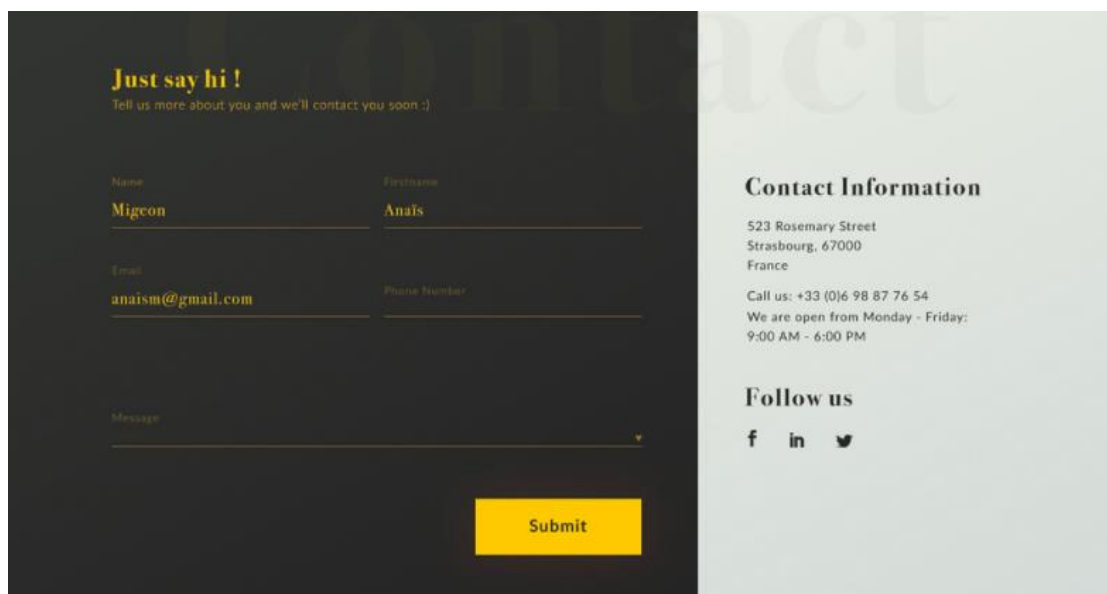 Contact
Just say hi !
Tell us more about you and we'll contact you soon :)
Name
Firstname
Migeon
Anaïs
Email
Phone Number
anaism@gmail.com
Message
Submit
Contact Information
523 Rosemary Street
Strasbourg, 67000
France
Call us: +33 (0)6 98 87 76 54
We are open from Monday - Friday:
9:00 AM - 6:00 PM
Follow us
f in